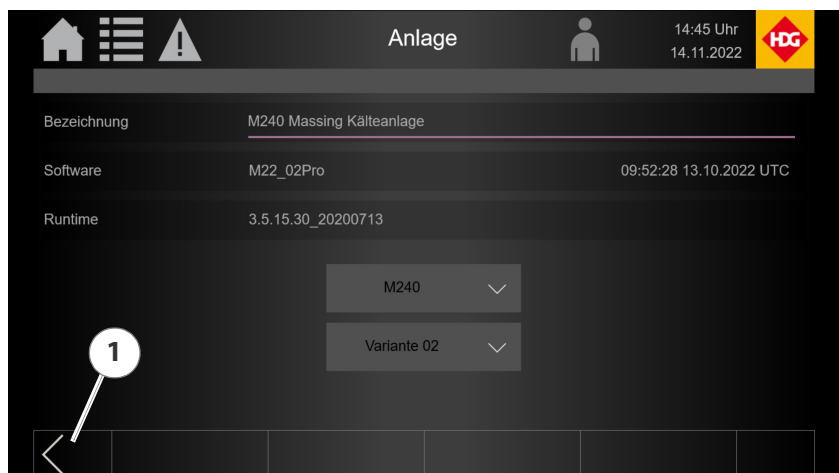 Anlage
14:45 Uhr
14.11.2022
HDG
Bezeichnung M240 Massing Kälteanlage
Software M22_02Pro 09:52:28 13.10.2022 UTC
Runtime 3.5.15.30_20200713
M240
Variante 02
1